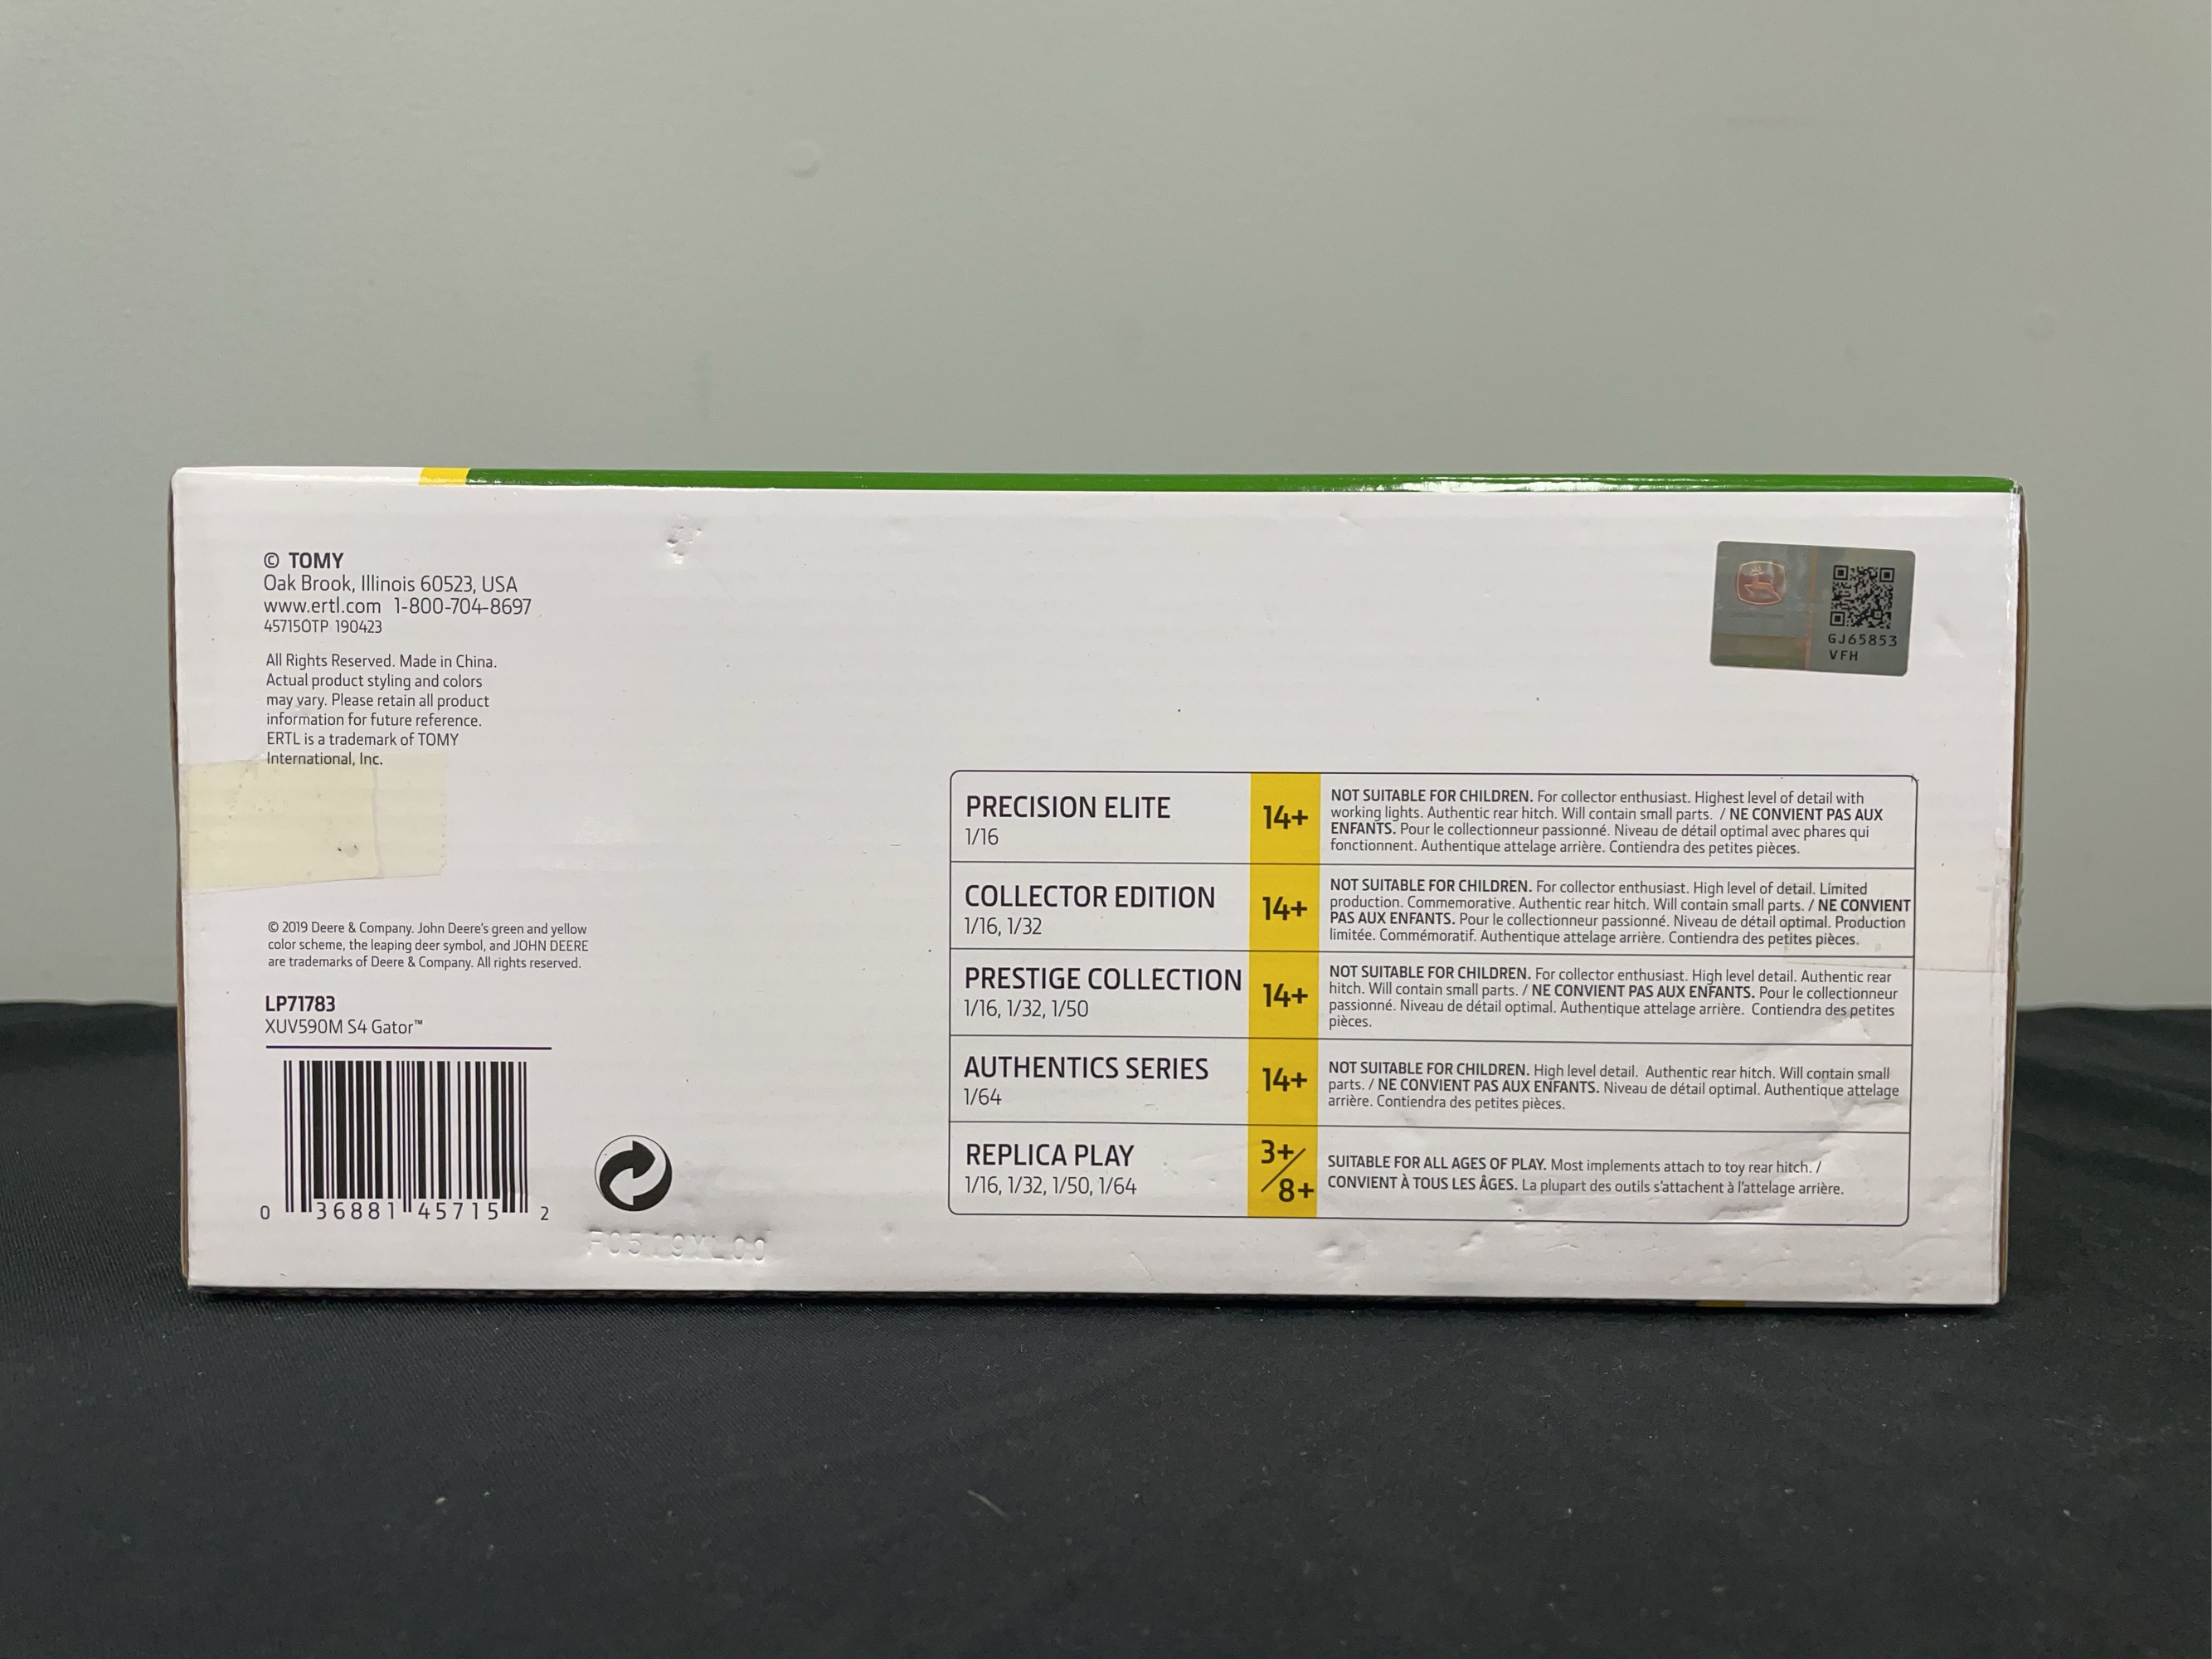 © TOMY
Oak Brook, Illinois 60523, USA
www.ertl.com 1-800-704-8697
45715OTP 190423
All Rights Reserved. Made in China.
Actual product styling and colors
may vary. Please retain all product
information for future reference.
ERTL is a trademark of TOMY
International, Inc.
© 2019 Deere & Company. John Deere's green and yellow
color scheme, the leaping deer symbol, and JOHN DEERE
are trademarks of Deere & Company. All rights reserved.
LP71783
XUV590M S4 Gator™
0 36881 45715 2
GJ65853
VFH
PRECISION ELITE
1/16
14+
NOT SUITABLE FOR CHILDREN. For collector enthusiast. Highest level of detail with
working lights. Authentic rear hitch. Will contain small parts. / NE CONVIENT PAS AUX
ENFANTS. Pour le collectionneur passionné. Niveau de détail optimal avec phares qui
fonctionnent. Authentique attelage arrière. Contiendra des petites pièces.
COLLECTOR EDITION
1/16, 1/32
14+
NOT SUITABLE FOR CHILDREN. For collector enthusiast. High level of detail. Limited
production. Commemorative. Authentic rear hitch. Will contain small parts. / NE CONVIENT
PAS AUX ENFANTS. Pour le collectionneur passionné. Niveau de détail optimal. Production
limitée. Commémoratif. Authentique attelage arrière. Contiendra des petites pièces.
PRESTIGE COLLECTION
1/16, 1/32, 1/50
14+
NOT SUITABLE FOR CHILDREN. For collector enthusiast. High level detail. Authentic rear
hitch. Will contain small parts. / NE CONVIENT PAS AUX ENFANTS. Pour le collectionneur
passionné. Niveau de détail optimal. Authentique attelage arrière. Contiendra des petites
pièces.
AUTHENTICS SERIES
1/64
14+
NOT SUITABLE FOR CHILDREN. High level detail. Authentic rear hitch. Will contain small
parts. / NE CONVIENT PAS AUX ENFANTS. Niveau de détail optimal. Authentique attelage
arrière. Contiendra des petites pièces.
REPLICA PLAY
1/16, 1/32, 1/50, 1/64
3+/8+
SUITABLE FOR ALL AGES OF PLAY. Most implements attach to toy rear hitch. /
CONVIENT À TOUS LES ÂGES. La plupart des outils s'attachent à l'attelage arrière.